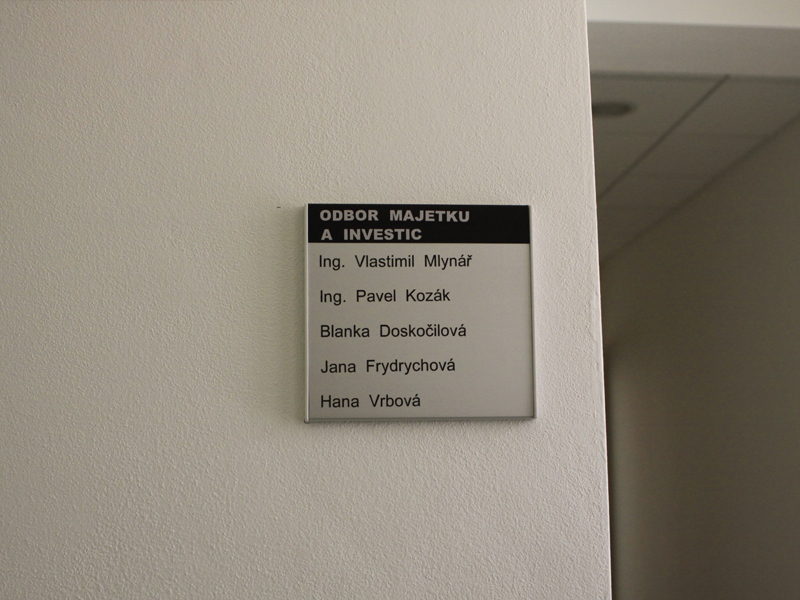 ODBOR MAJETKU
A INVESTIC
Ing. Vlastimil Mlynář
Ing. Pavel Kozák
Blanka Doskočilová
Jana Frydrychová
Hana Vrbová